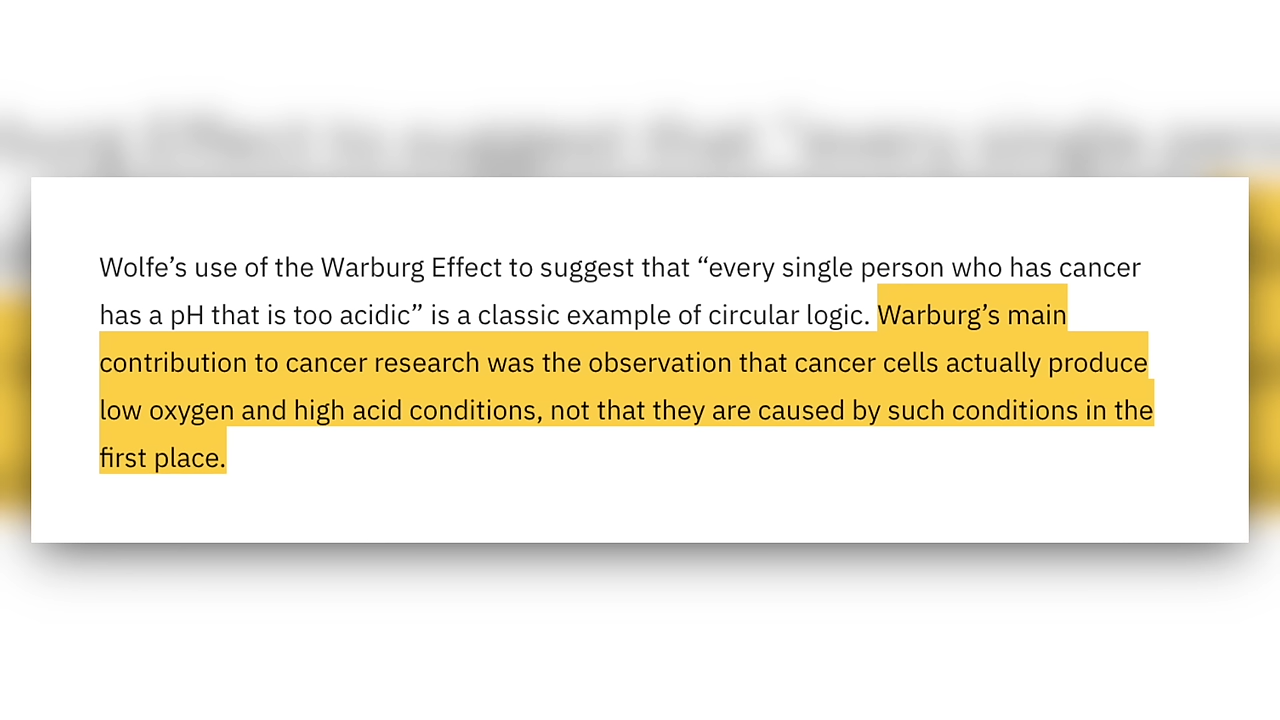 Wolfe’s use of the Warburg Effect to suggest that “every single person who has cancer
has a pH that is too acidic” is a classic example of circular logic. Warburg’s main
contribution to cancer research was the observation that cancer cells actually produce
low oxygen and high acid conditions, not that they are caused by such conditions in the
first place.